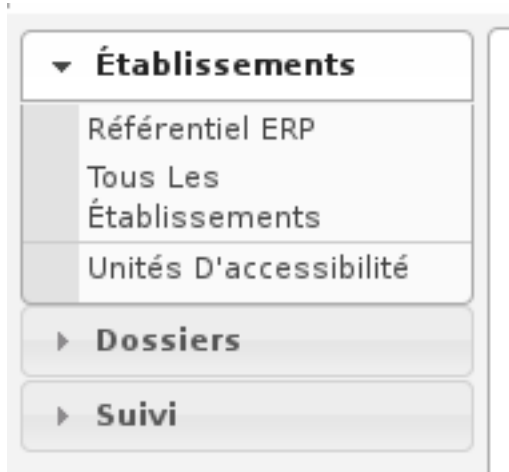 Établissements
Référentiel ERP
Tous Les
Établissements
Unités D'accessibilité
Dossiers
Suivi